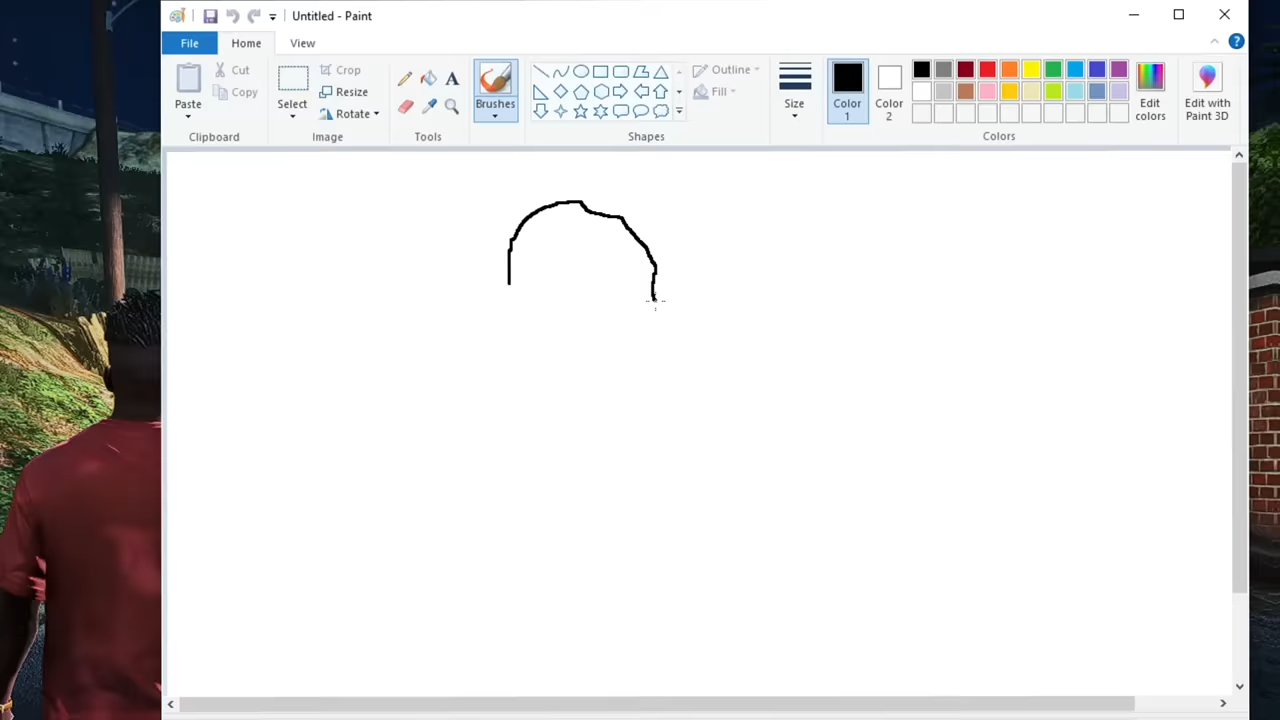 Untitled - Paint
File Home View
Paste
Cut
Copy
Clipboard
Select
Crop
Resize
Rotate
Image
Tools
Brushes
Outline
Fill
Shapes
Size
Color 1
Color 2
Edit colors
Colors
Edit with Paint 3D
A
?